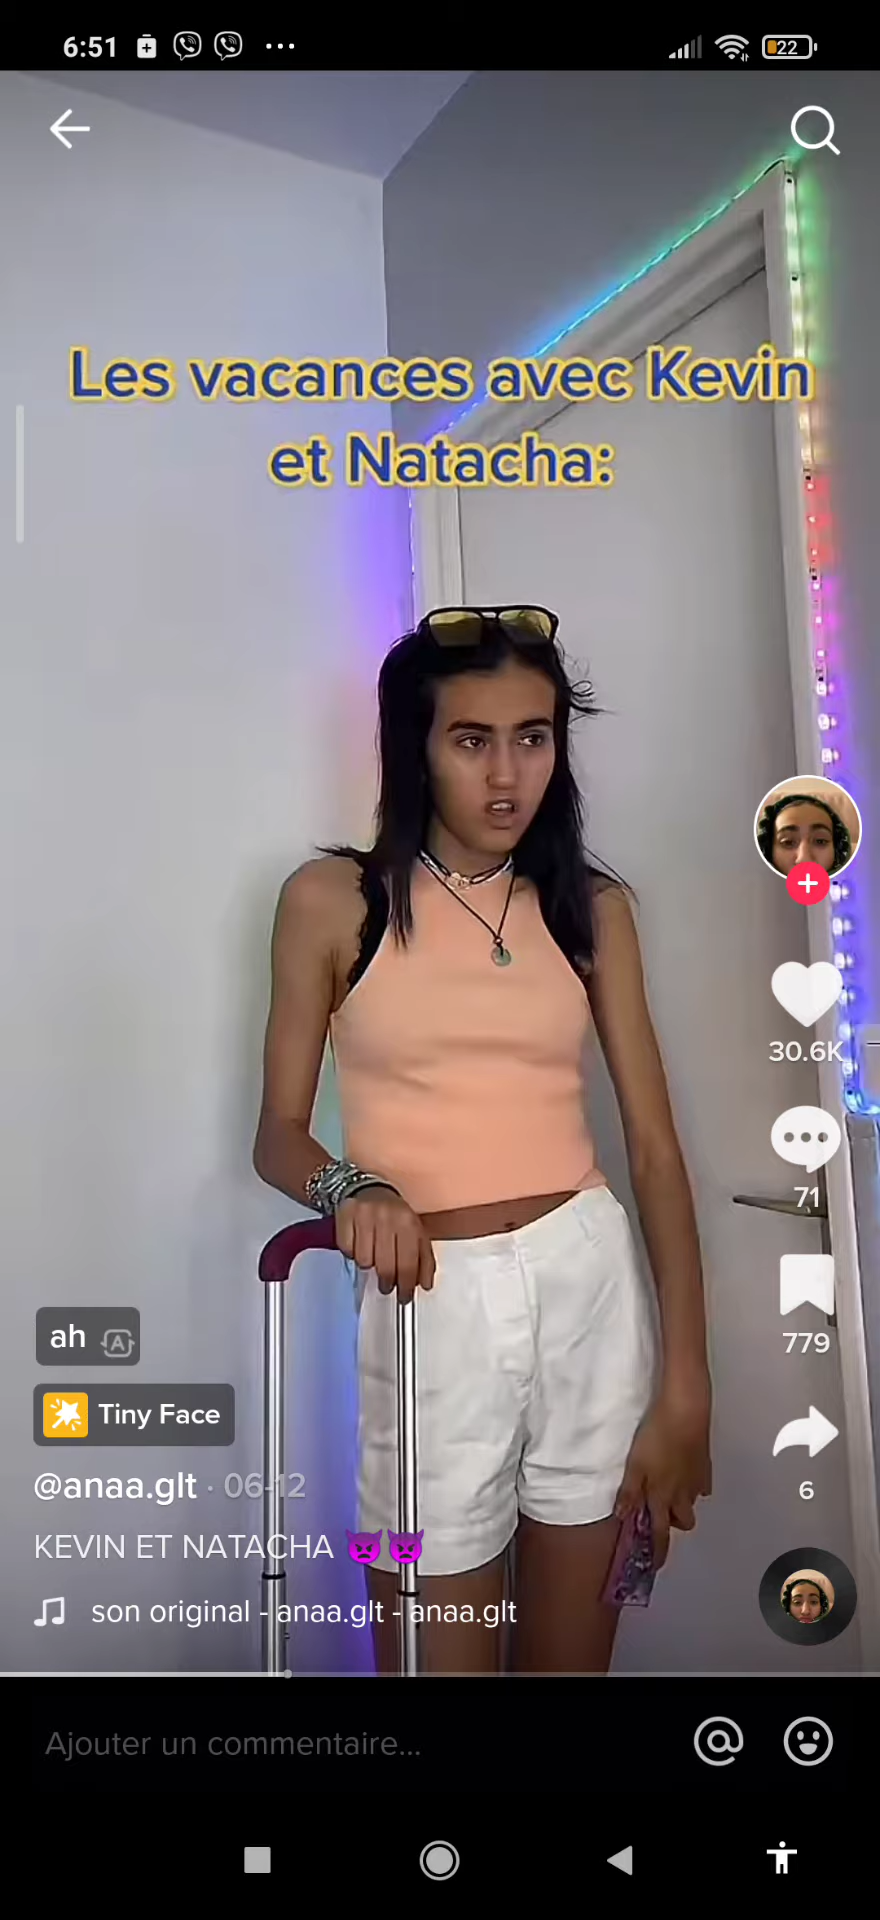 6:51
22
Les vacances avec Kevin
et Natacha:
30.6K
71
779
6
ah
Tiny Face
@anaa.glt · 06-12
KEVIN ET NATACHA 😈😈
son original - anaa.glt - anaa.glt
Ajouter un commentaire...